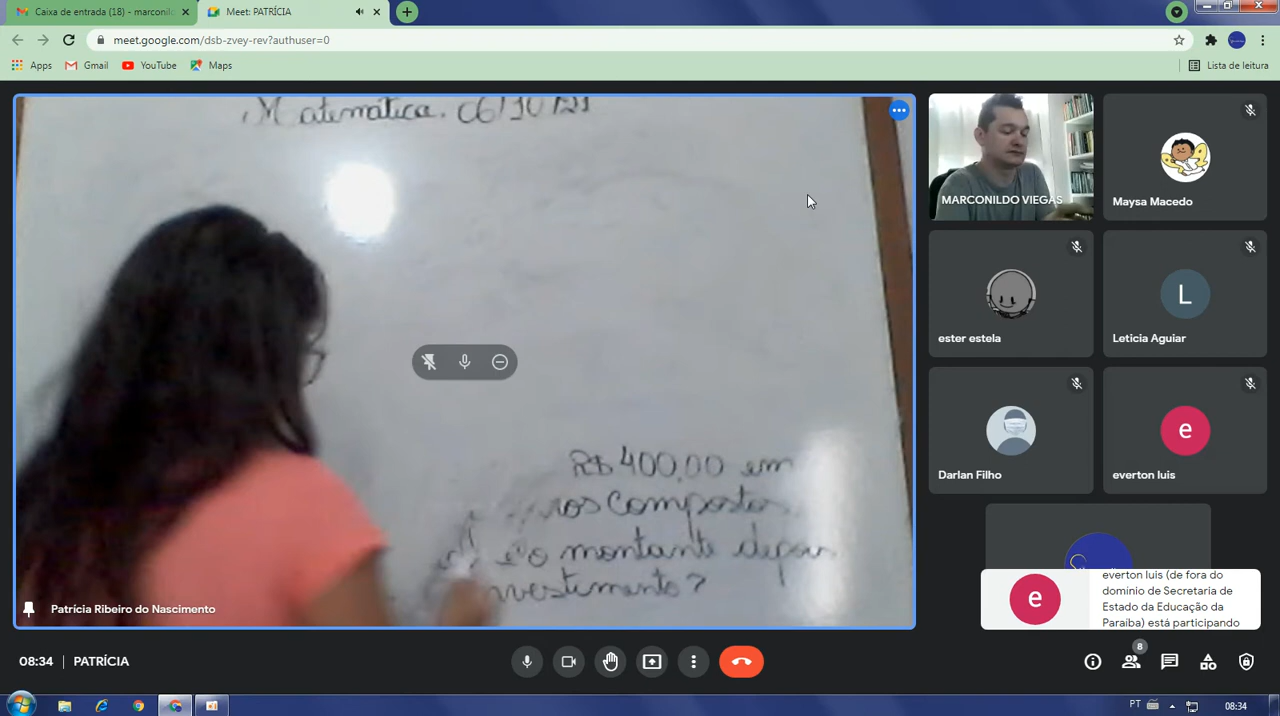 Caixa de entrada (18) - marconilo
Meet: PATRÍCIA
meet.google.com/dsb-zvey-rev?authuser=0
Apps
Gmail
YouTube
Maps
Lista de leitura
Matemática. 06/10/21
R$ 400,00 em
ros compostos.
é o montante depois
vestimento?
Patrícia Ribeiro do Nascimento
MARCONILDO VIEGAS
Maysa Macedo
ester estela
L
Leticia Aguiar
Darlan Filho
e
everton luis
e
everton luis (de fora do
domínio de Secretaria de
Estado da Educação da
Paraíba) está participando
08:34 | PATRÍCIA
8
PT
08:34